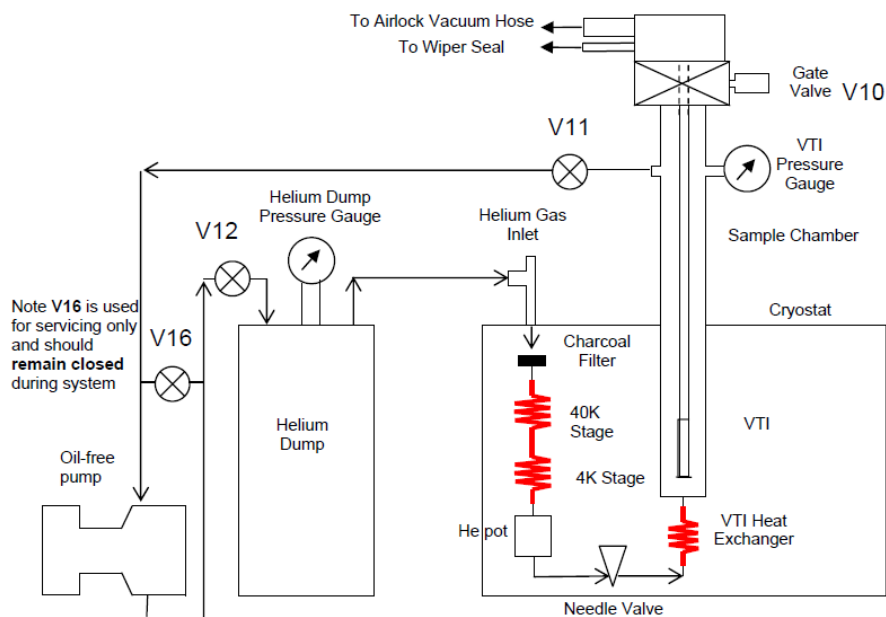 To Airlock Vacuum Hose
To Wiper Seal
Gate
Valve
V10
V11
VTI
Pressure
Gauge
Helium Dump
Pressure Gauge
Helium Gas
Inlet
V12
Sample Chamber
Note V16 is used
for servicing only
and should
remain closed
during system
V16
Cryostat
Charcoal
Filter
40K
Stage
Helium
Dump
VTI
4K Stage
Oil-free
pump
He pot
VTI Heat
Exchanger
Needle Valve